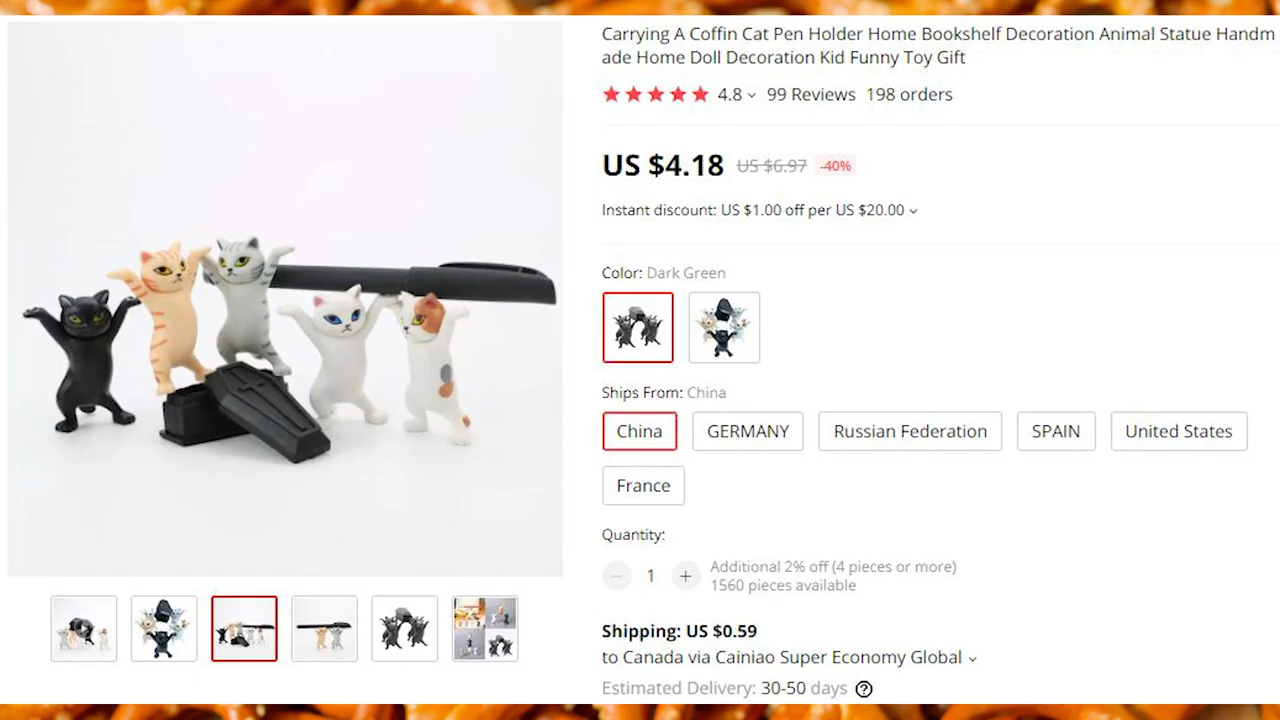 Carrying A Coffin Cat Pen Holder Home Bookshelf Decoration Animal Statue Handm
ade Home Doll Decoration Kid Funny Toy Gift
4.8 99 Reviews 198 orders
US $4.18 US $6.97 -40%
Instant discount: US $1.00 off per US $20.00
Color: Dark Green
Ships From: China
China GERMANY Russian Federation SPAIN United States
France
Quantity:
1
Additional 2% off (4 pieces or more)
1560 pieces available
Shipping: US $0.59
to Canada via Cainiao Super Economy Global
Estimated Delivery: 30-50 days